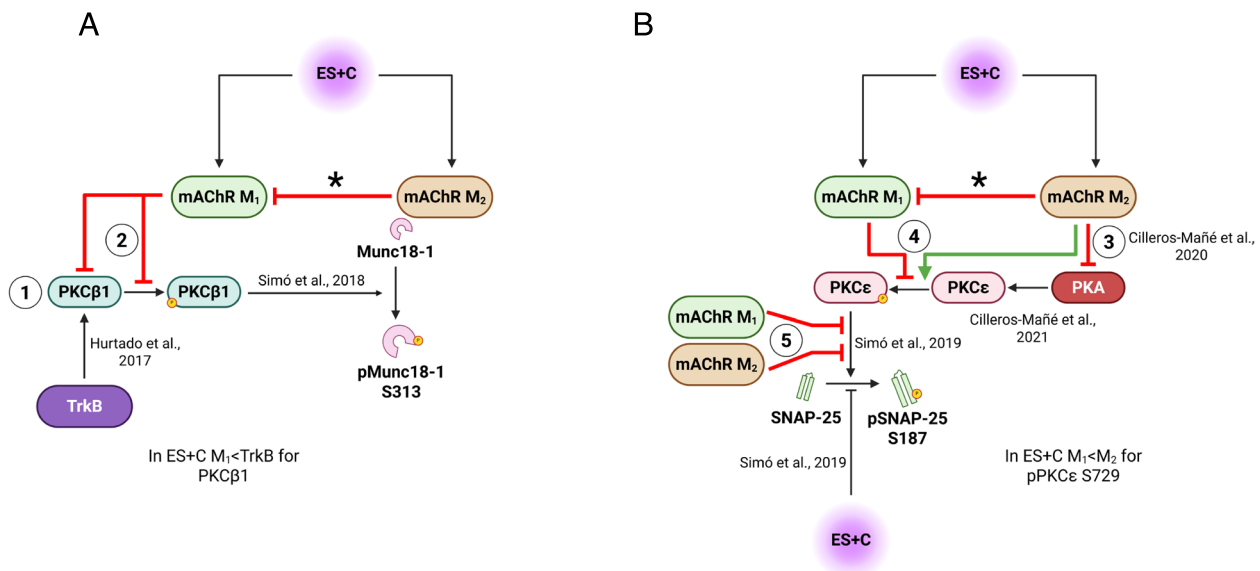 A
ES+C
mAChR M₁
*
mAChR M₂
2
Munc18-1
1
PKCβ1
P
PKCβ1
Simó et al., 2018
Hurtado et al.,
2017
P
pMunc18-1
S313
TrkB
In ES+C M₁<TrkB for
PKCβ1
B
ES+C
mAChR M₁
*
mAChR M₂
4
3
Cilleros-Mañé et al.,
2020
PKCε
P
PKCε
PKA
Cilleros-Mañé et al.,
2021
mAChR M₁
5
mAChR M₂
Simó et al., 2019
P
SNAP-25
pSNAP-25
S187
Simó et al., 2019
In ES+C M₁<M₂ for
pPKCε S729
ES+C